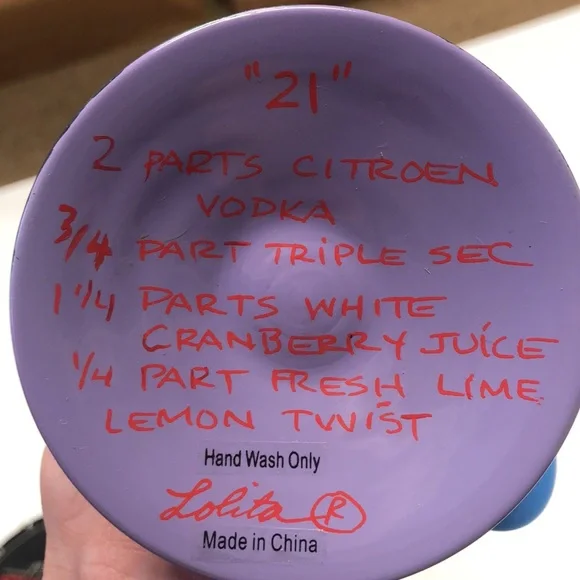 "21"
2 PARTS CITROEN
VODKA
3/4 PART TRIPLE SEC
1 1/4 PARTS WHITE
CRANBERRY JUICE
1/4 PART FRESH LIME
LEMON TWIST
Hand Wash Only
Lolita®
Made in China